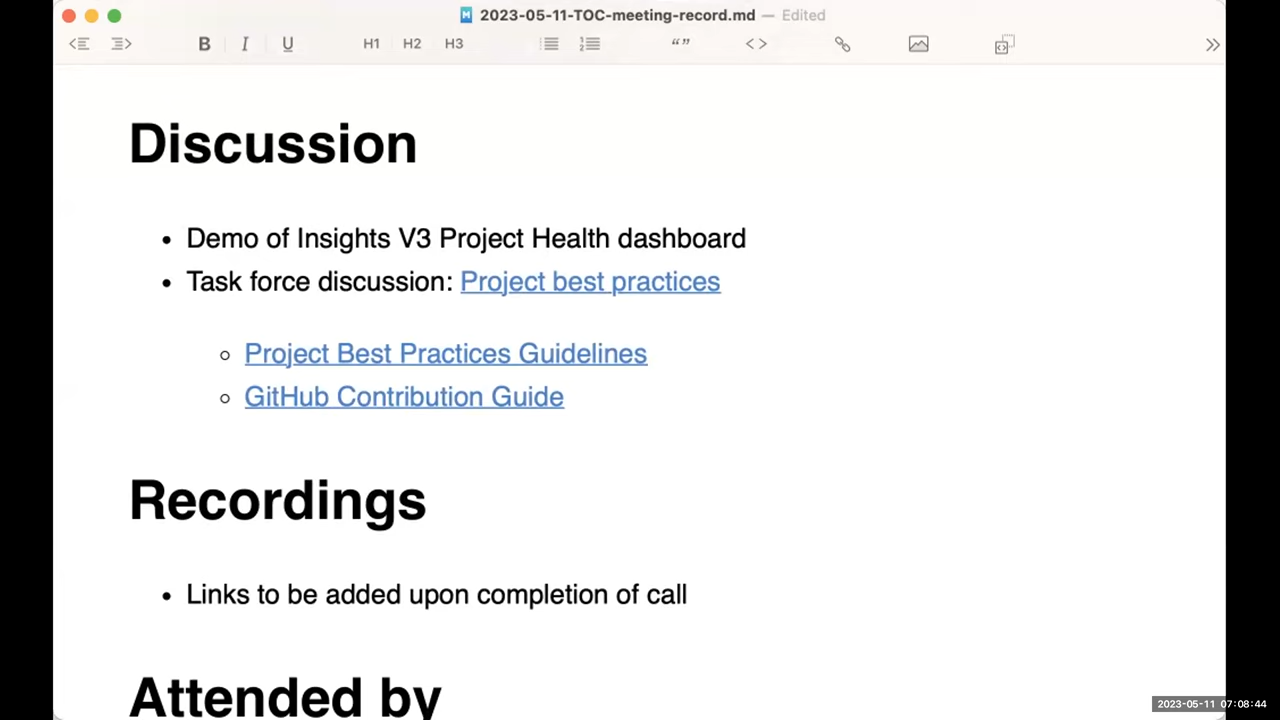 2023-05-11-TOC-meeting-record.md — Edited
B I U H1 H2 H3 “” <>
Discussion
• Demo of Insights V3 Project Health dashboard
• Task force discussion: Project best practices
○ Project Best Practices Guidelines
○ GitHub Contribution Guide
Recordings
• Links to be added upon completion of call
Attended by
2023-05-11 07:08:44